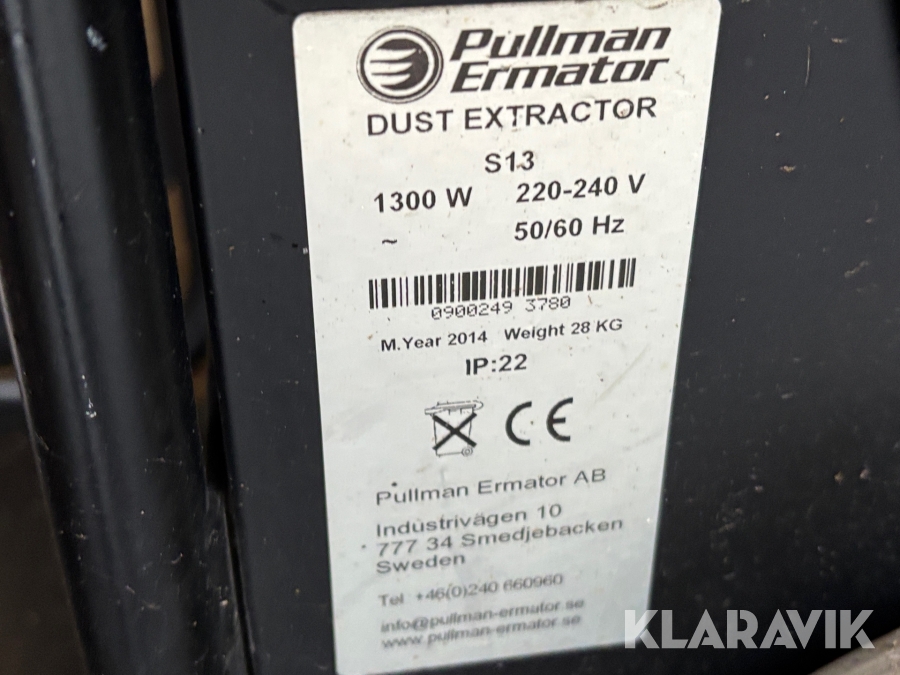 Pullman
Ermator
DUST EXTRACTOR
S13
1300 W 220-240 V
~ 50/60 Hz
0900249 3780
M.Year 2014 Weight 28 KG
IP:22
CE
Pullman Ermator AB
Industrivägen 10
777 34 Smedjebacken
Sweden
Tel +46(0)240 660960
info@pullman-ermator.se
www.pullman-ermator.se
KLARAVIK